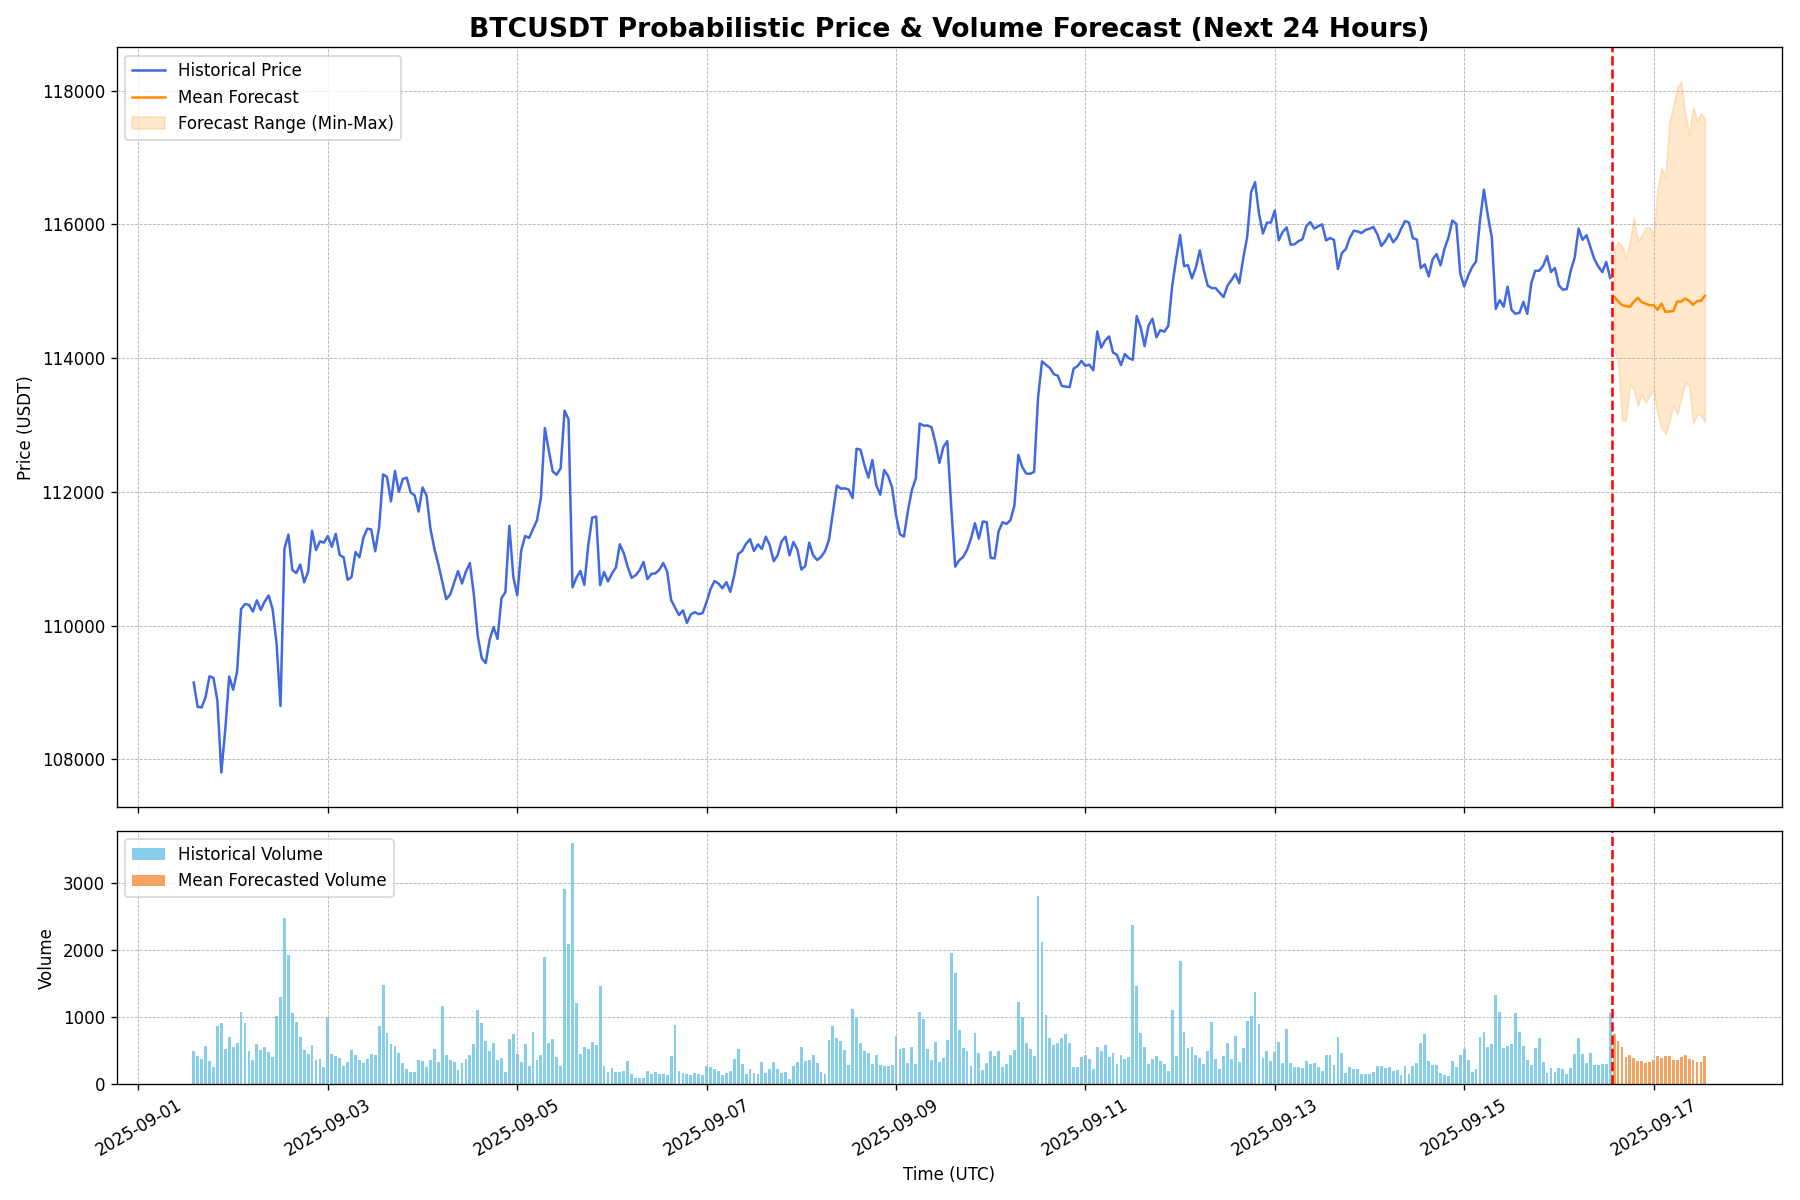 BTCUSDT Probabilistic Price & Volume Forecast (Next 24 Hours)
Historical Price
Mean Forecast
Forecast Range (Min-Max)
118000
116000
114000
112000
110000
108000
Price (USDT)
Historical Volume
Mean Forecasted Volume
3000
2000
1000
0
Volume
2025-09-01
2025-09-03
2025-09-05
2025-09-07
2025-09-09
2025-09-11
2025-09-13
2025-09-15
2025-09-17
Time (UTC)